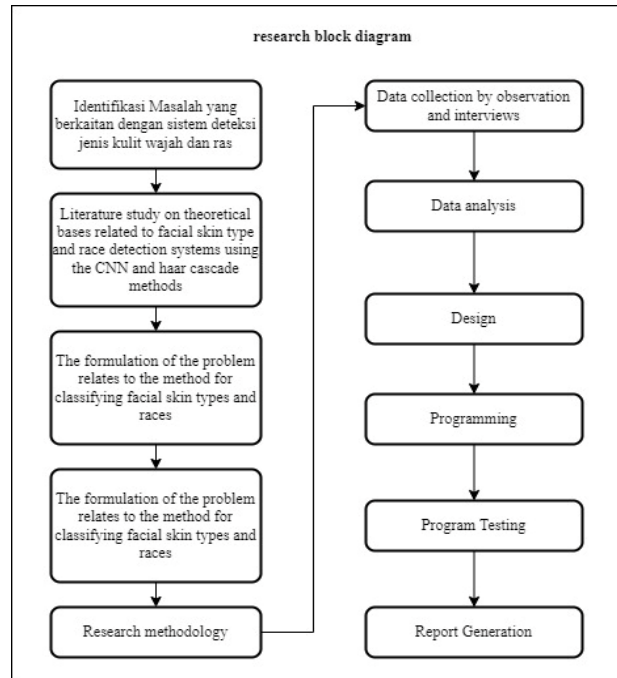 research block diagram
Identifikasi Masalah yang
berkaitan dengan sistem deteksi
jenis kulit wajah dan ras
Literature study on theoretical
bases related to facial skin type
and race detection systems using
the CNN and haar cascade
methods
The formulation of the problem
relates to the method for
classifying facial skin types and
races
The formulation of the problem
relates to the method for
classifying facial skin types and
races
Research methodology
Data collection by observation
and interviews
Data analysis
Design
Programming
Program Testing
Report Generation